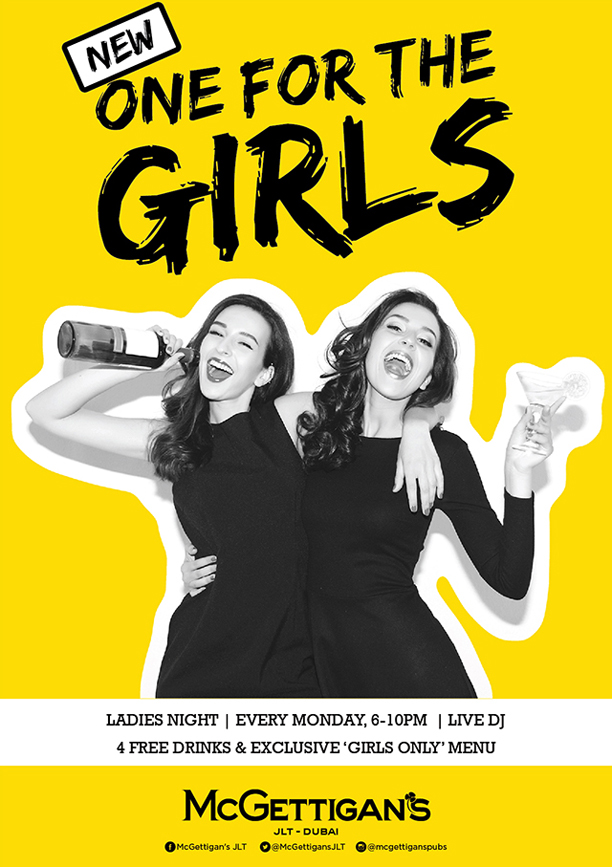 NEW
ONE FOR THE
GIRLS
LADIES NIGHT | EVERY MONDAY, 6-10PM | LIVE DJ
4 FREE DRINKS & EXCLUSIVE ‘GIRLS ONLY’ MENU
McGETTIGAN'S
JLT - DUBAI
McGettigan's JLT @McGettigansJLT @mcgettiganspubs